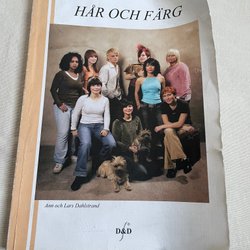 HÅR OCH FÄRG
Ann och Lars Dahlstrand
D&D